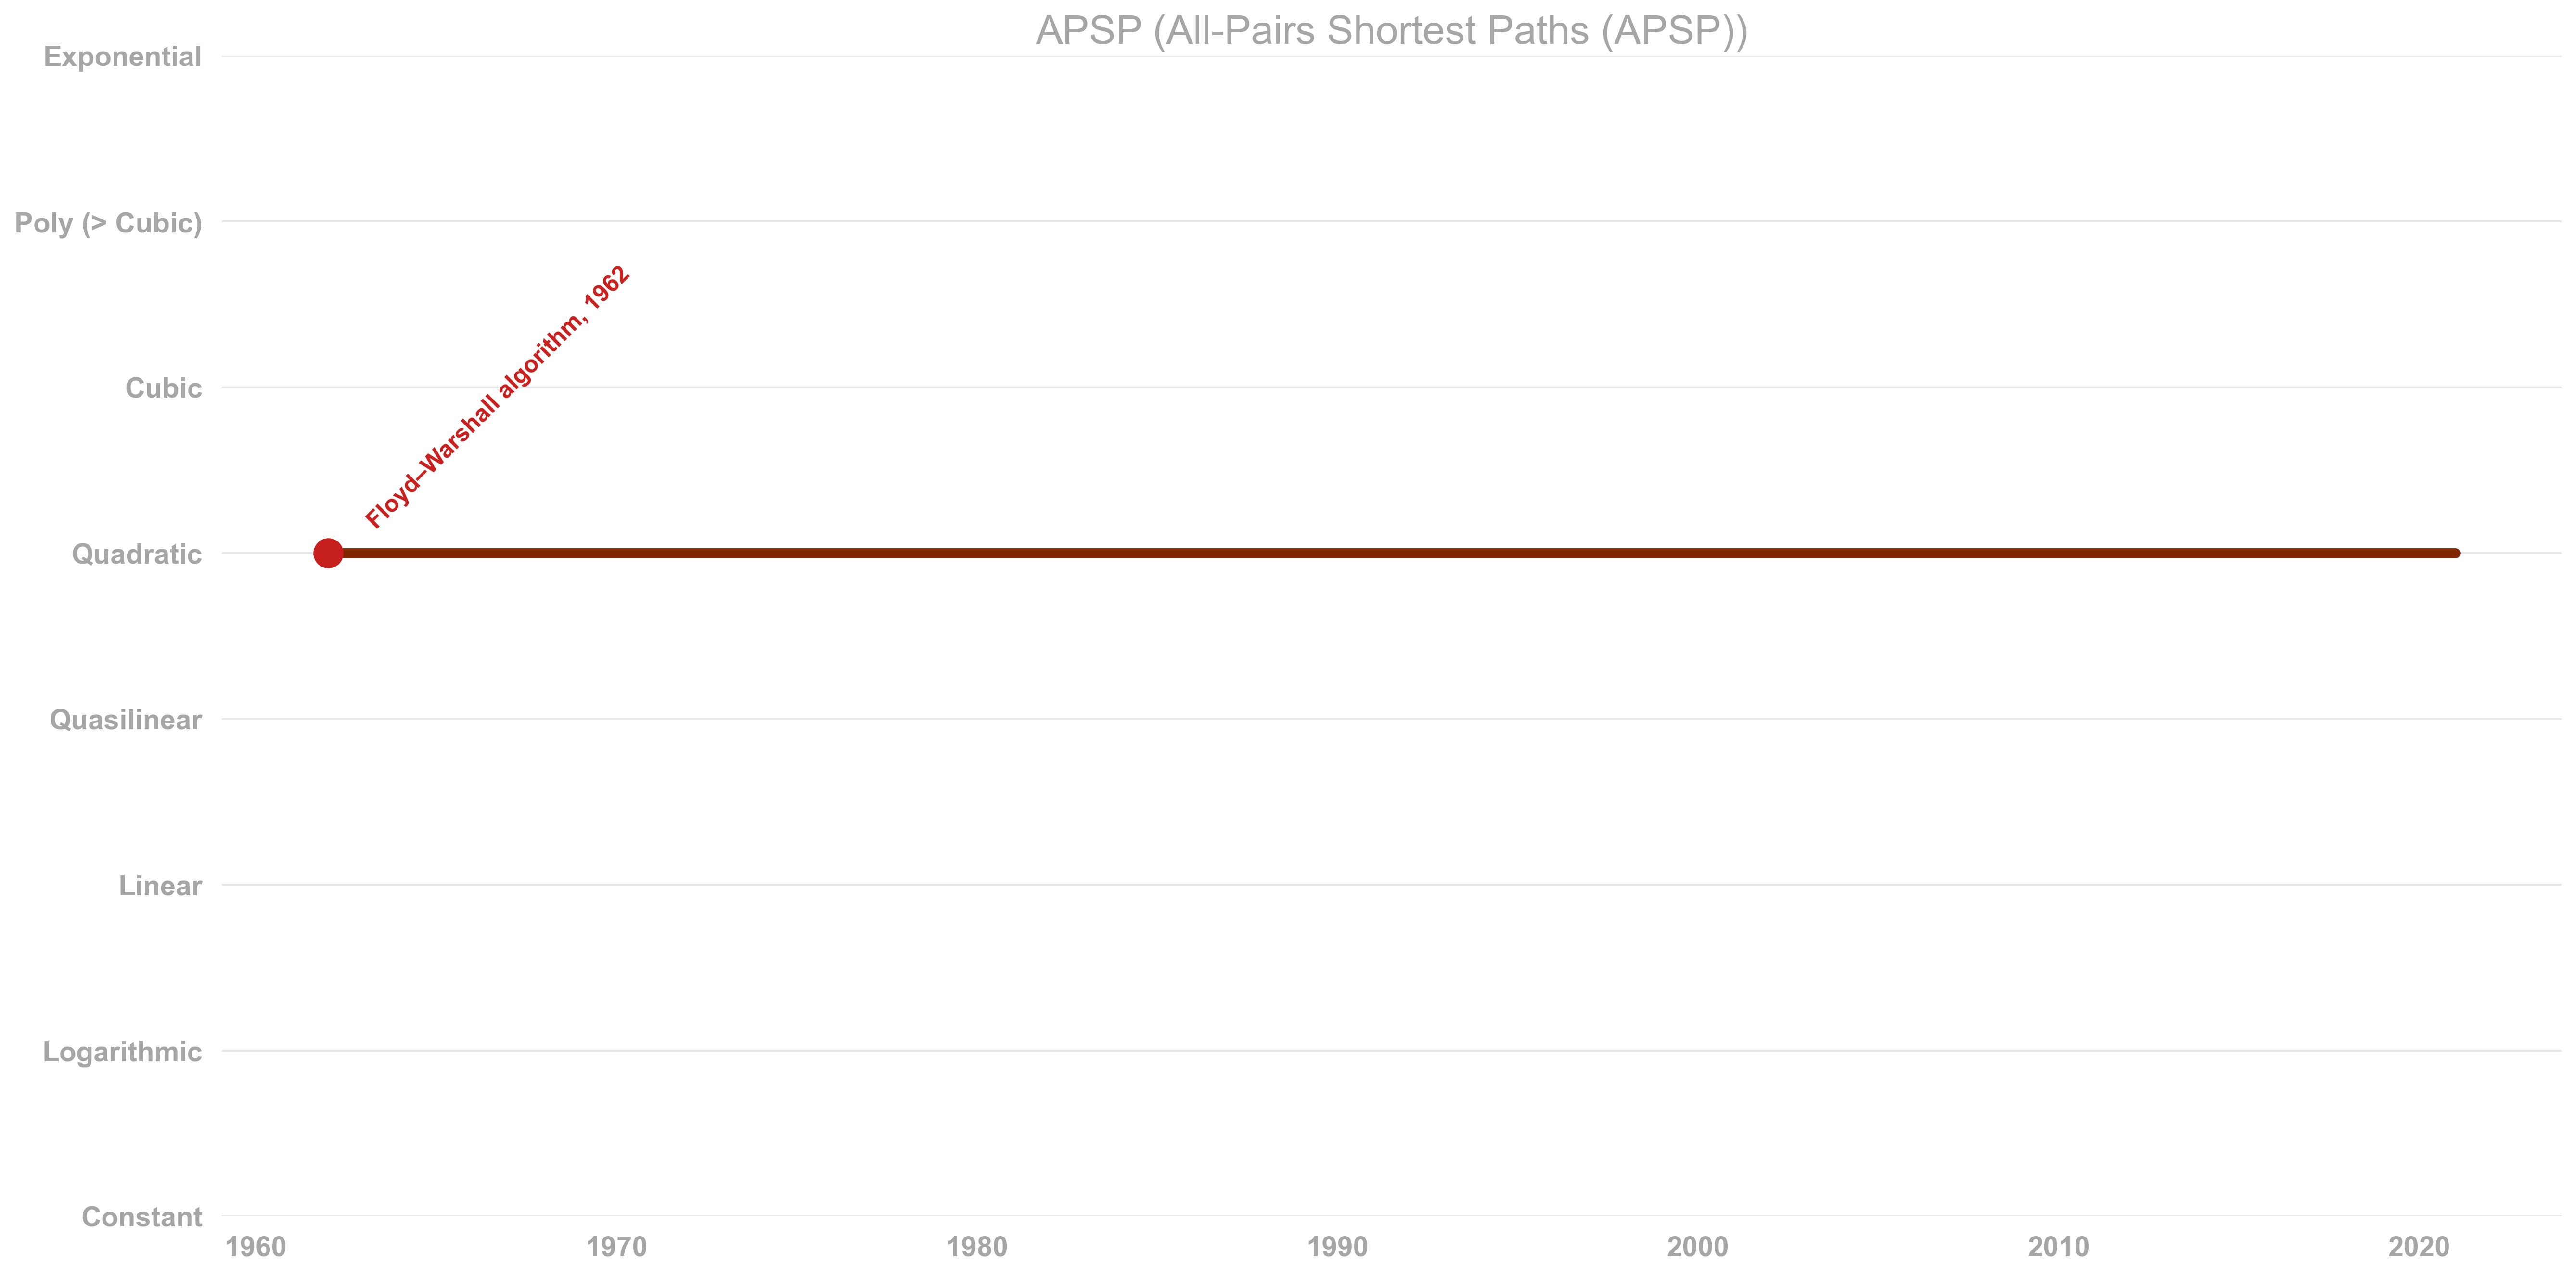 APSP (All-Pairs Shortest Paths (APSP))
Exponential
Poly (> Cubic)
Cubic
Quadratic
Quasilinear
Linear
Logarithmic
Constant
Floyd–Warshall algorithm, 1962
1960
1970
1980
1990
2000
2010
2020